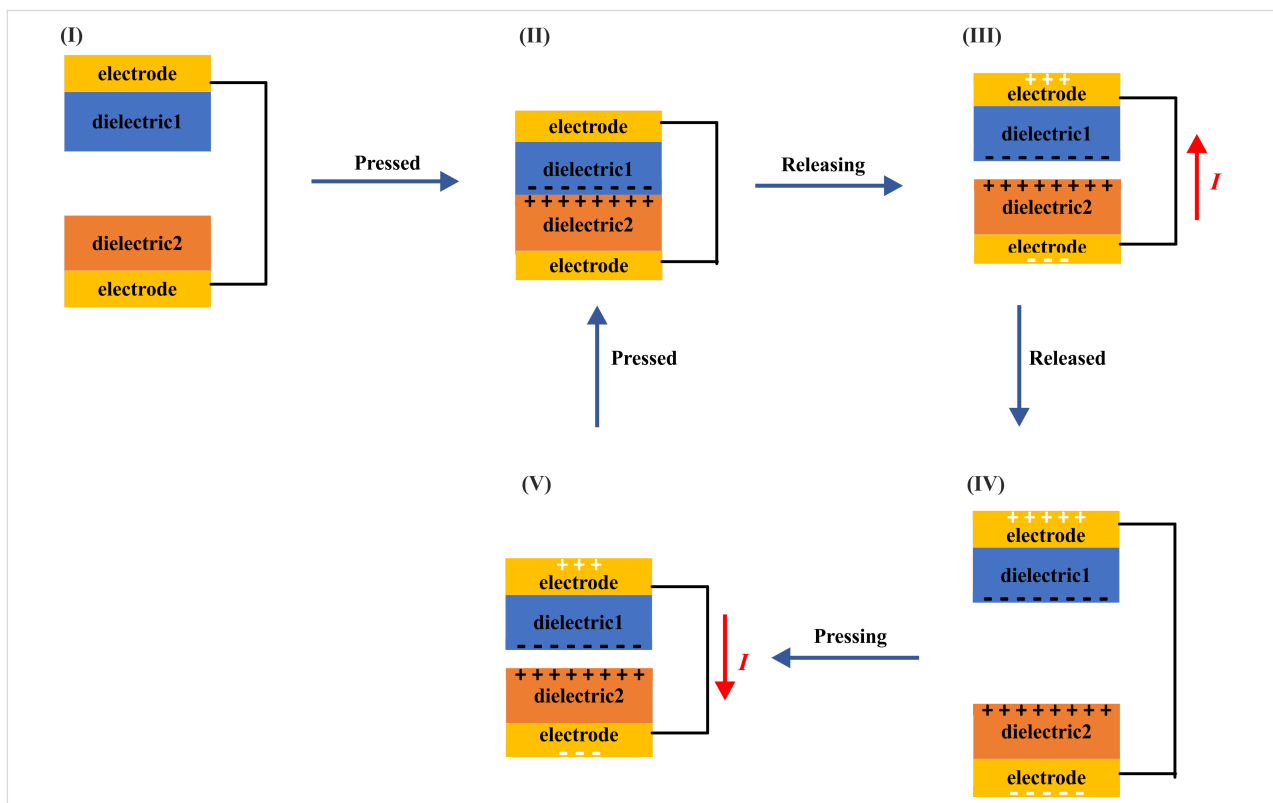 (I)
electrode
dielectric1
dielectric2
electrode
Pressed
(II)
electrode
dielectric1
- - - - - - - -
+ + + + + + + +
dielectric2
electrode
Releasing
(III)
+ + +
electrode
dielectric1
- - - - - - - -
+ + + + + + + +
dielectric2
electrode
- - -
I
Pressed
Released
(V)
+ + +
electrode
dielectric1
- - - - - - - -
+ + + + + + + +
dielectric2
electrode
- - -
I
Pressing
(IV)
+ + + + +
electrode
dielectric1
- - - - - - - -
+ + + + + + + +
dielectric2
electrode
- - - - -